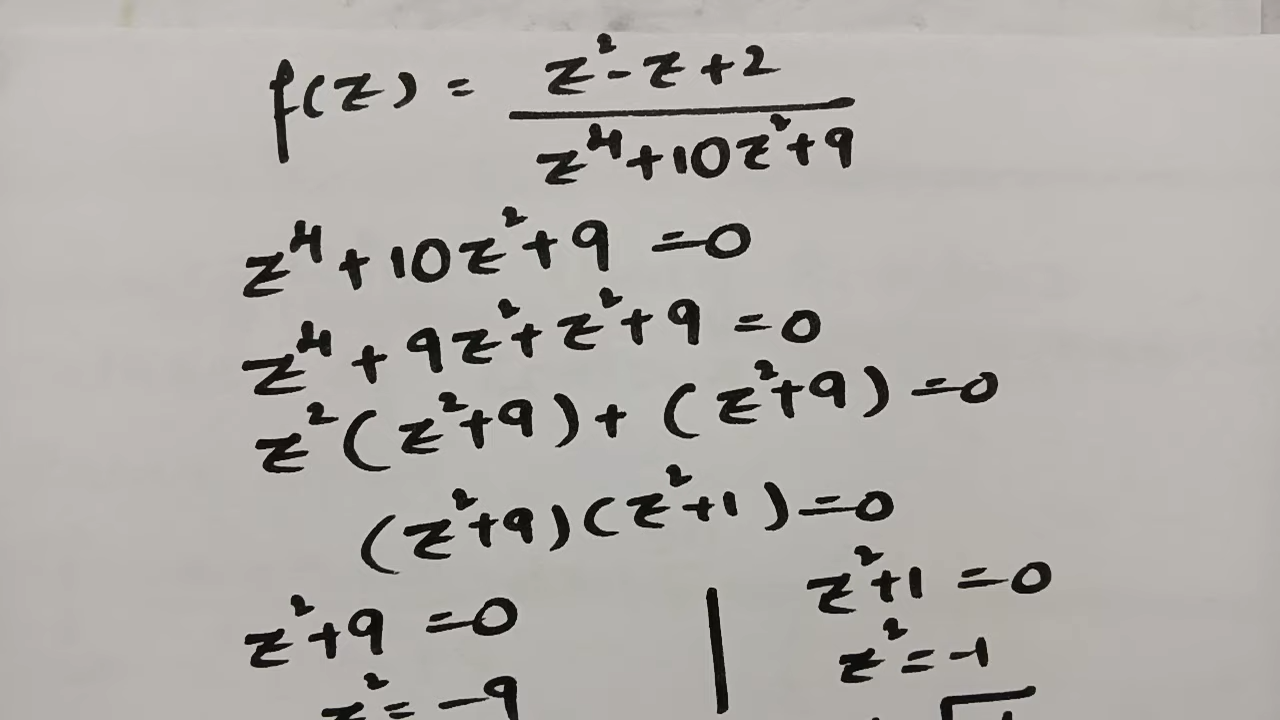 f(z) = z²-z+2 / z⁴+10z²+9
z⁴+10z²+9 =0
z⁴+9z²+z²+9 =0
z²(z²+9)+(z²+9)=0
(z²+9)(z²+1)=0
z²+9 =0 | z²+1 =0
z²= -9 | z²=-1